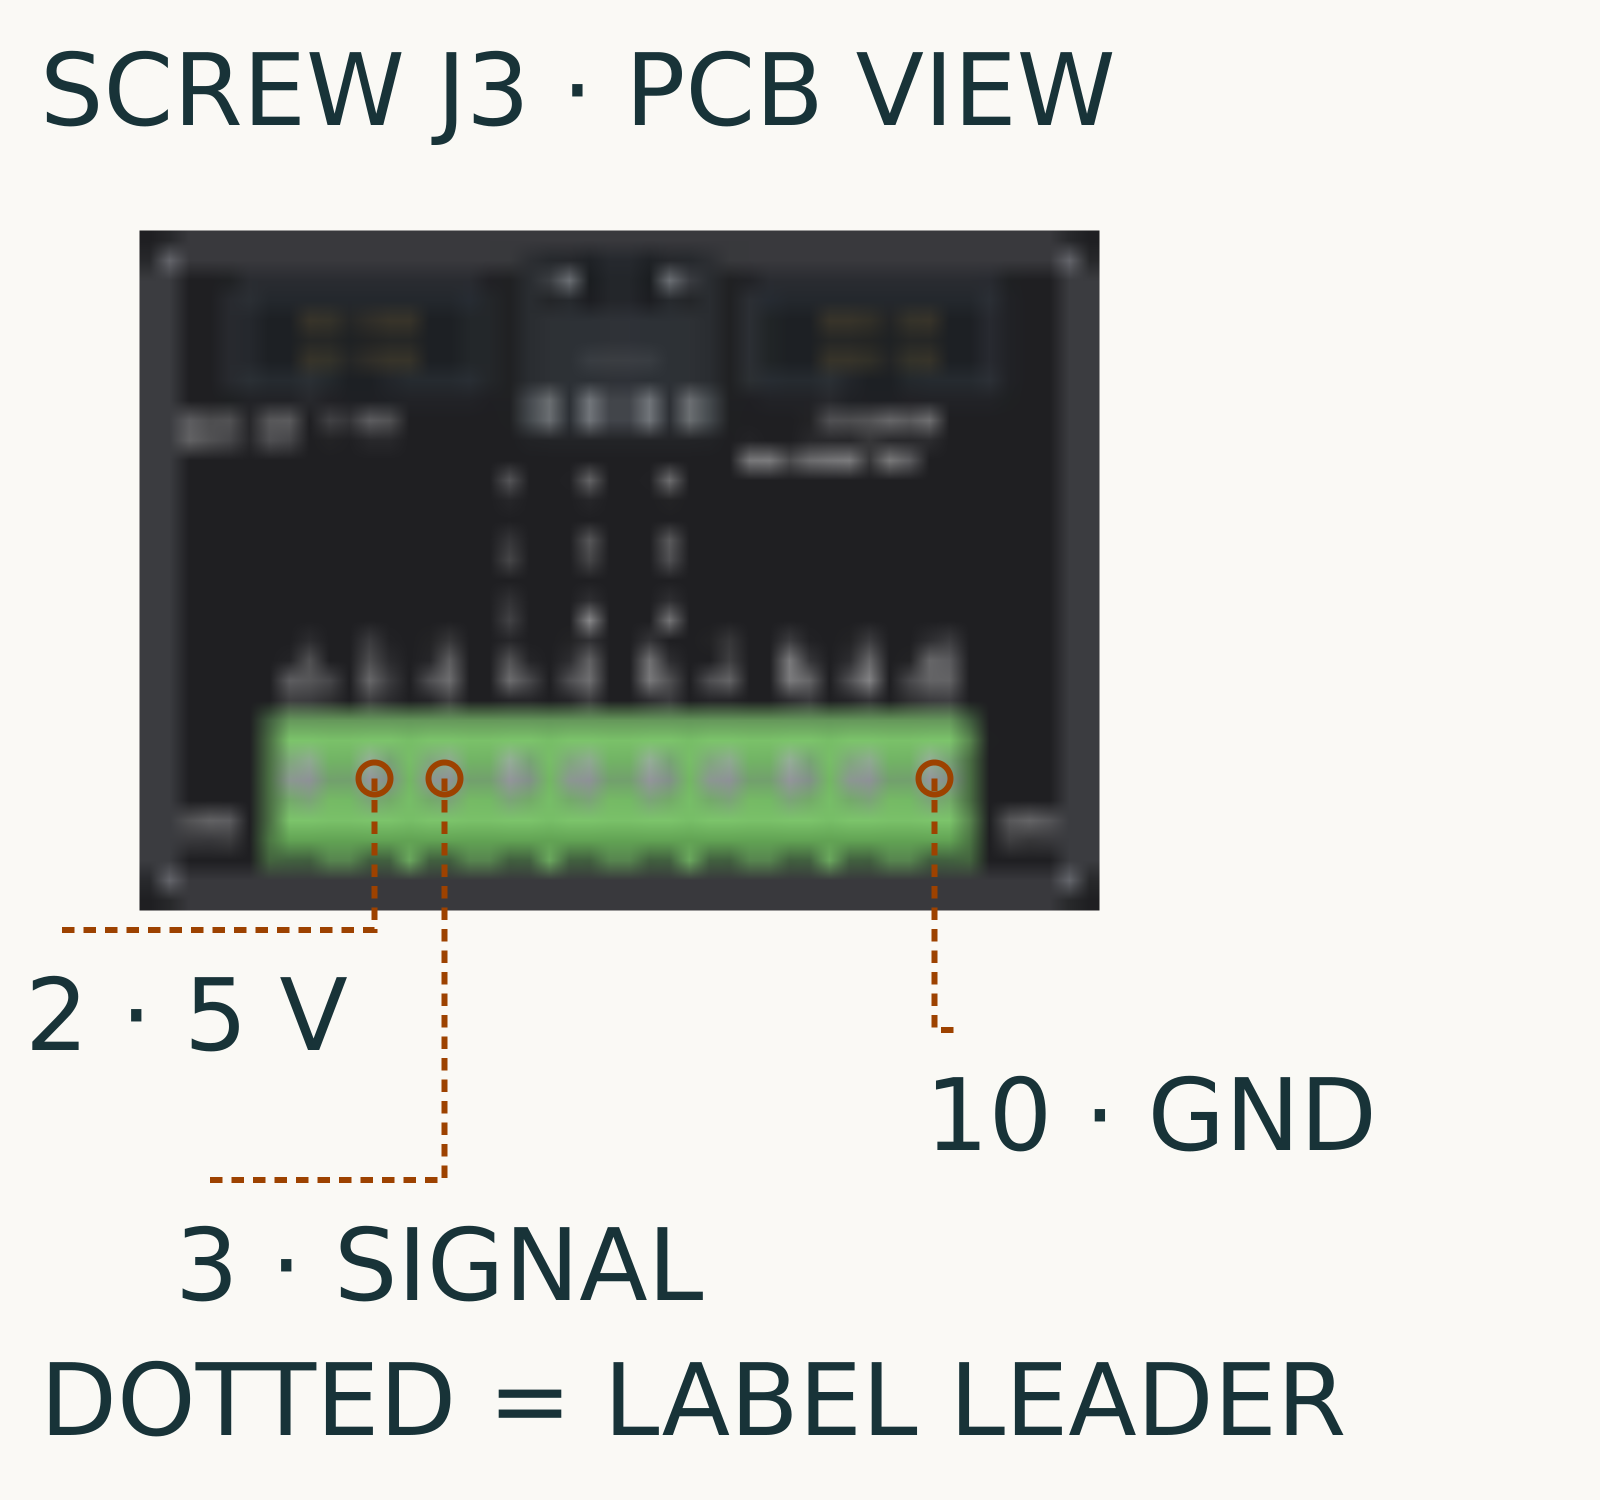 SCREW J3 · PCB VIEW
2 · 5 V
10 · GND
3 · SIGNAL
DOTTED = LABEL LEADER